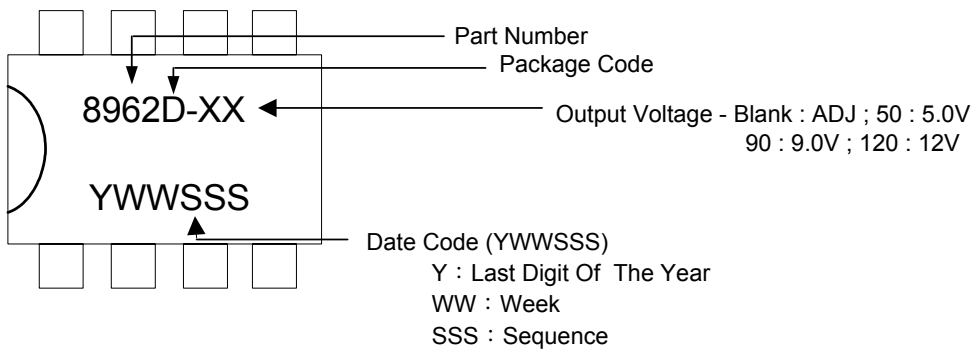 Part Number
Package Code
8962D-XX
Output Voltage - Blank : ADJ ; 50 : 5.0V
90 : 9.0V ; 120 : 12V
YWWSSS
Date Code (YWWSSS)
Y：Last Digit Of The Year
WW：Week
SSS：Sequence